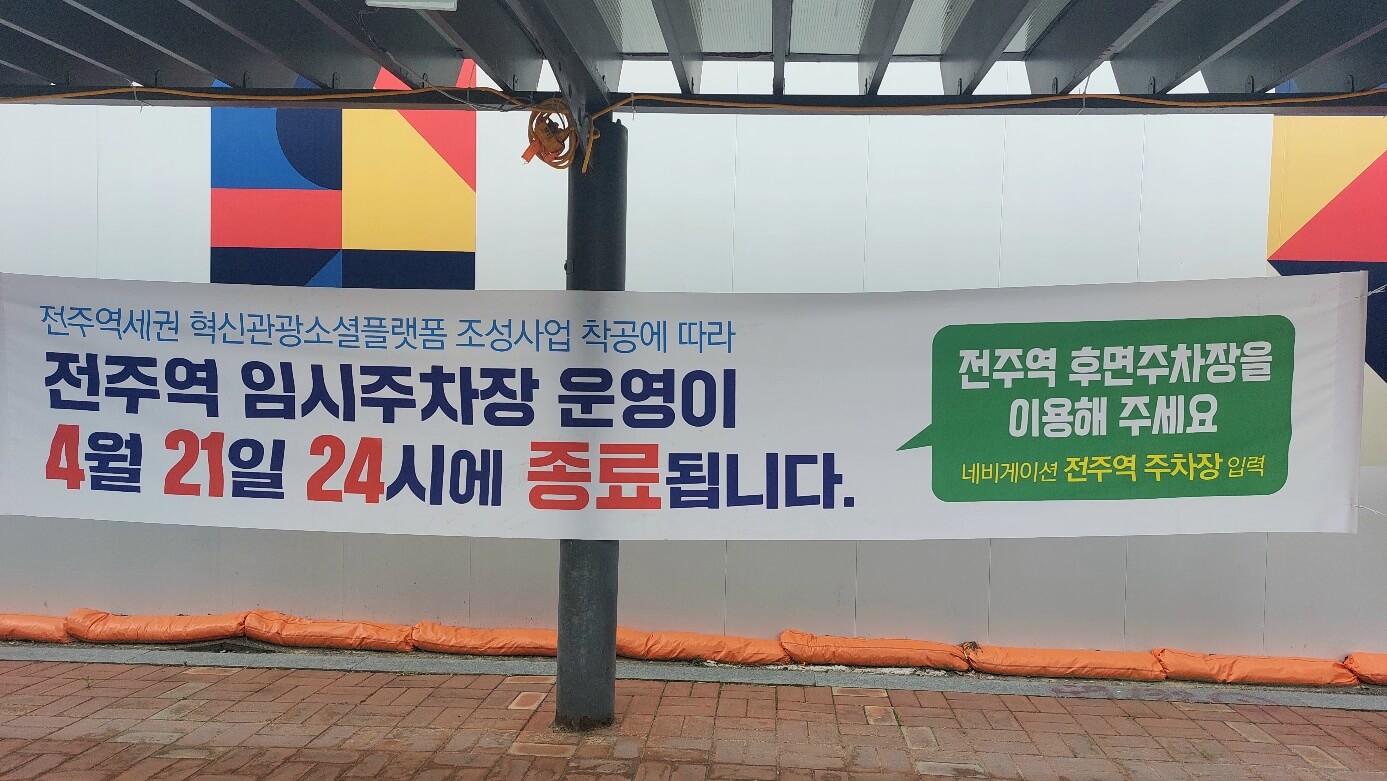 전주역세권 혁신관광소셜플랫폼 조성사업 착공에 따라
전주역 임시주차장 운영이
4월 21일 24시에 종료됩니다.
전주역 후면주차장을
이용해 주세요
네비게이션 전주역 주차장 입력